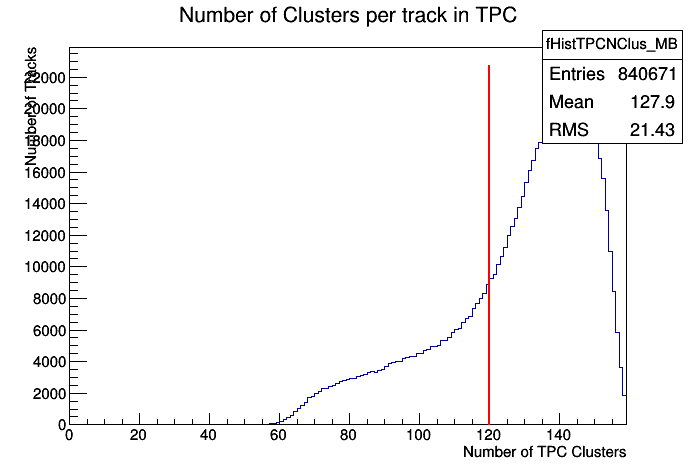 Number of Clusters per track in TPC
fHistTPCNClus_MB
Entries 840671
Mean 127.9
RMS 21.43
Number of Tracks
22000
20000
18000
16000
14000
12000
10000
8000
6000
4000
2000
0
0 20 40 60 80 100 120 140
Number of TPC Clusters